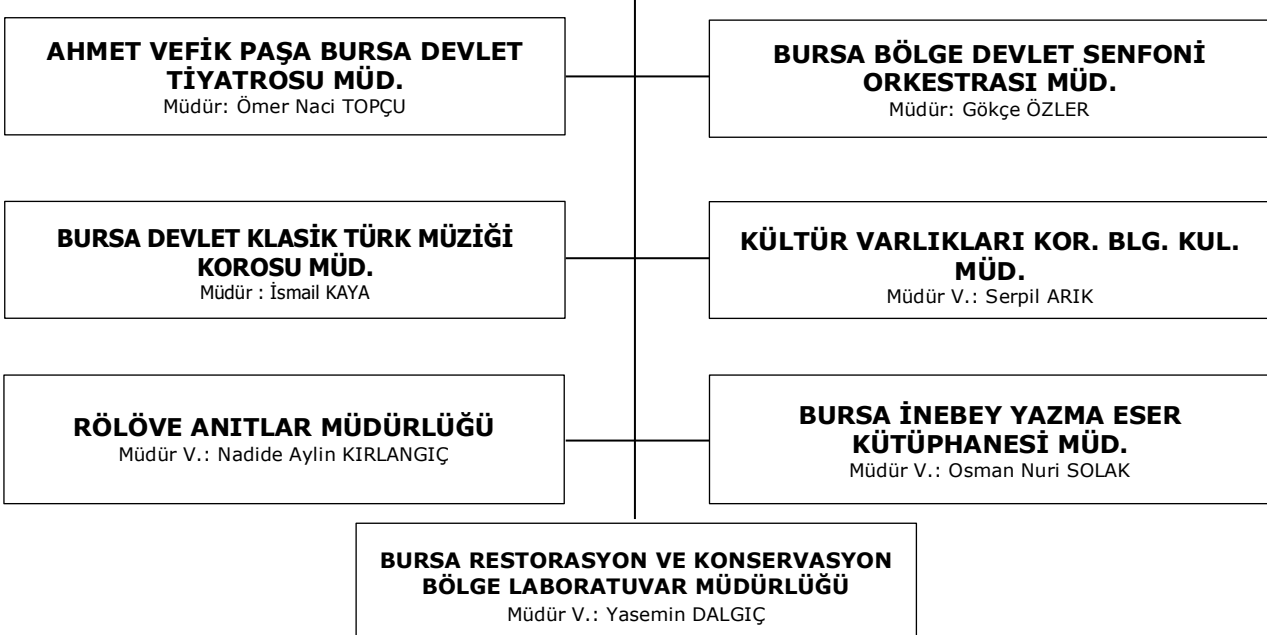 AHMET VEFİK PAŞA BURSA DEVLET
TİYATROSU MÜD.
Müdür: Ömer Naci TOPÇU
BURSA BÖLGE DEVLET SENFONİ
ORKESTRASI MÜD.
Müdür: Gökçe ÖZLER
BURSA DEVLET KLASİK TÜRK MÜZİĞİ
KOROSU MÜD.
Müdür : İsmail KAYA
KÜLTÜR VARLIKLARI KOR. BLG. KUL.
MÜD.
Müdür V.: Serpil ARIK
RÖLÖVE ANITLAR MÜDÜRLÜĞÜ
Müdür V.: Nadide Aylin KIRLANGIÇ
BURSA İNEBEY YAZMA ESER
KÜTÜPHANESİ MÜD.
Müdür V.: Osman Nuri SOLAK
BURSA RESTORASYON VE KONSERVASYON
BÖLGE LABORATUVAR MÜDÜRLÜĞÜ
Müdür V.: Yasemin DALGIÇ